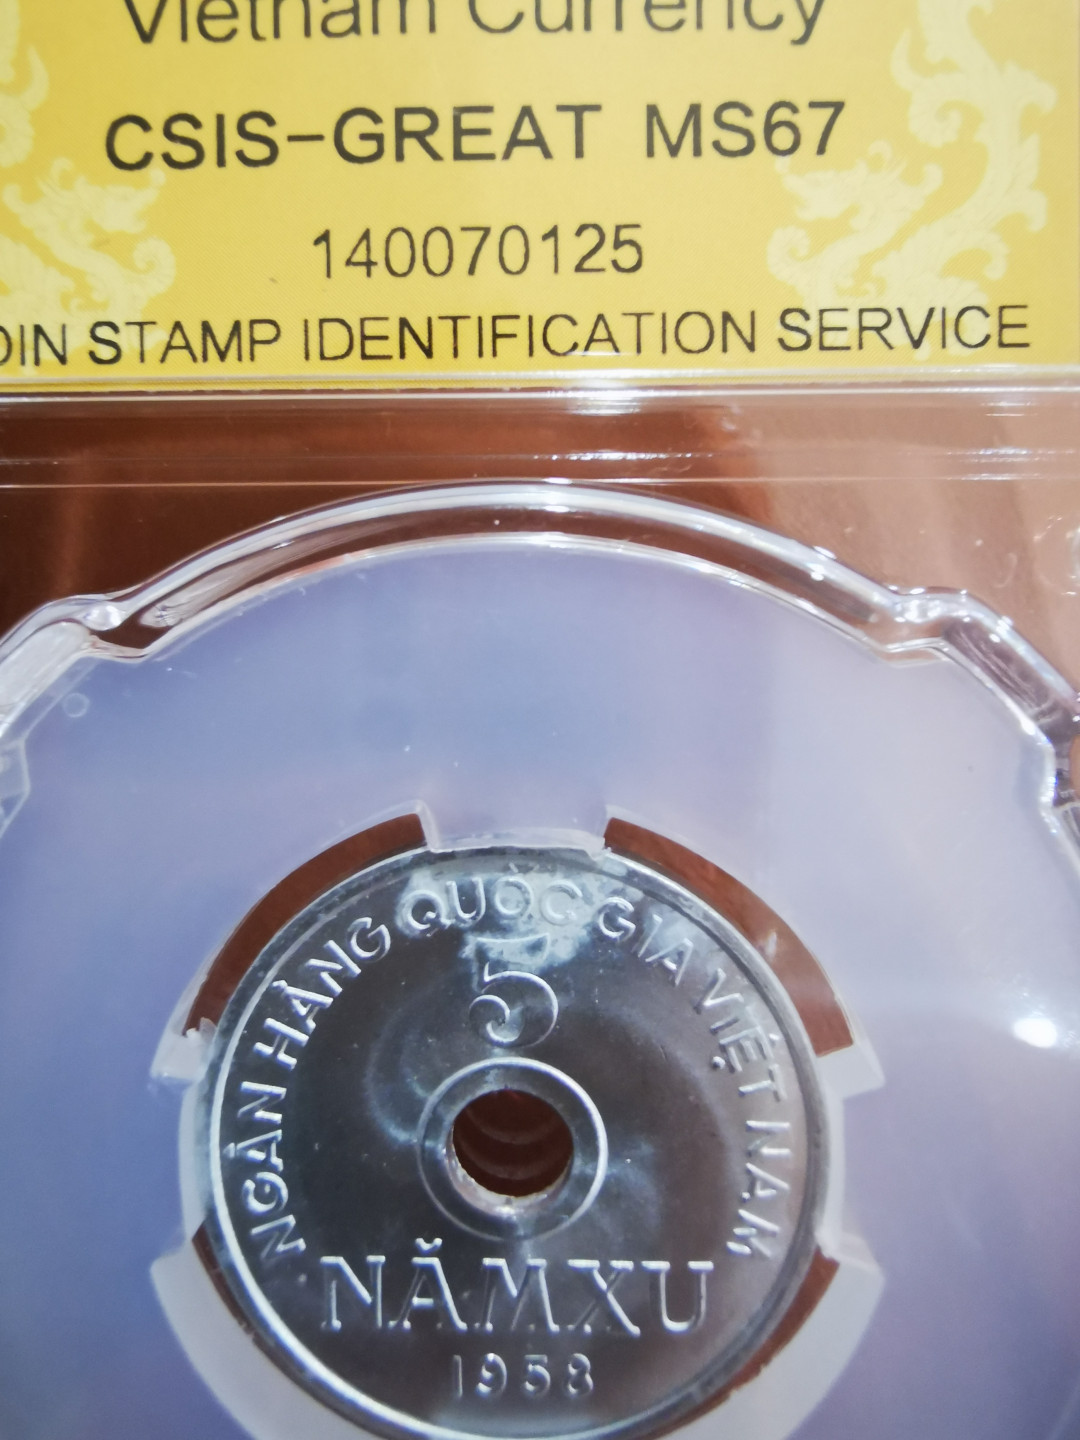 Vietnam Currency
CSIS-GREAT MS67
140070125
OIN STAMP IDENTIFICATION SERVICE
NGÂN HÀNG QUỐC GIA VIỆT NAM
5
NĂM XU
1958